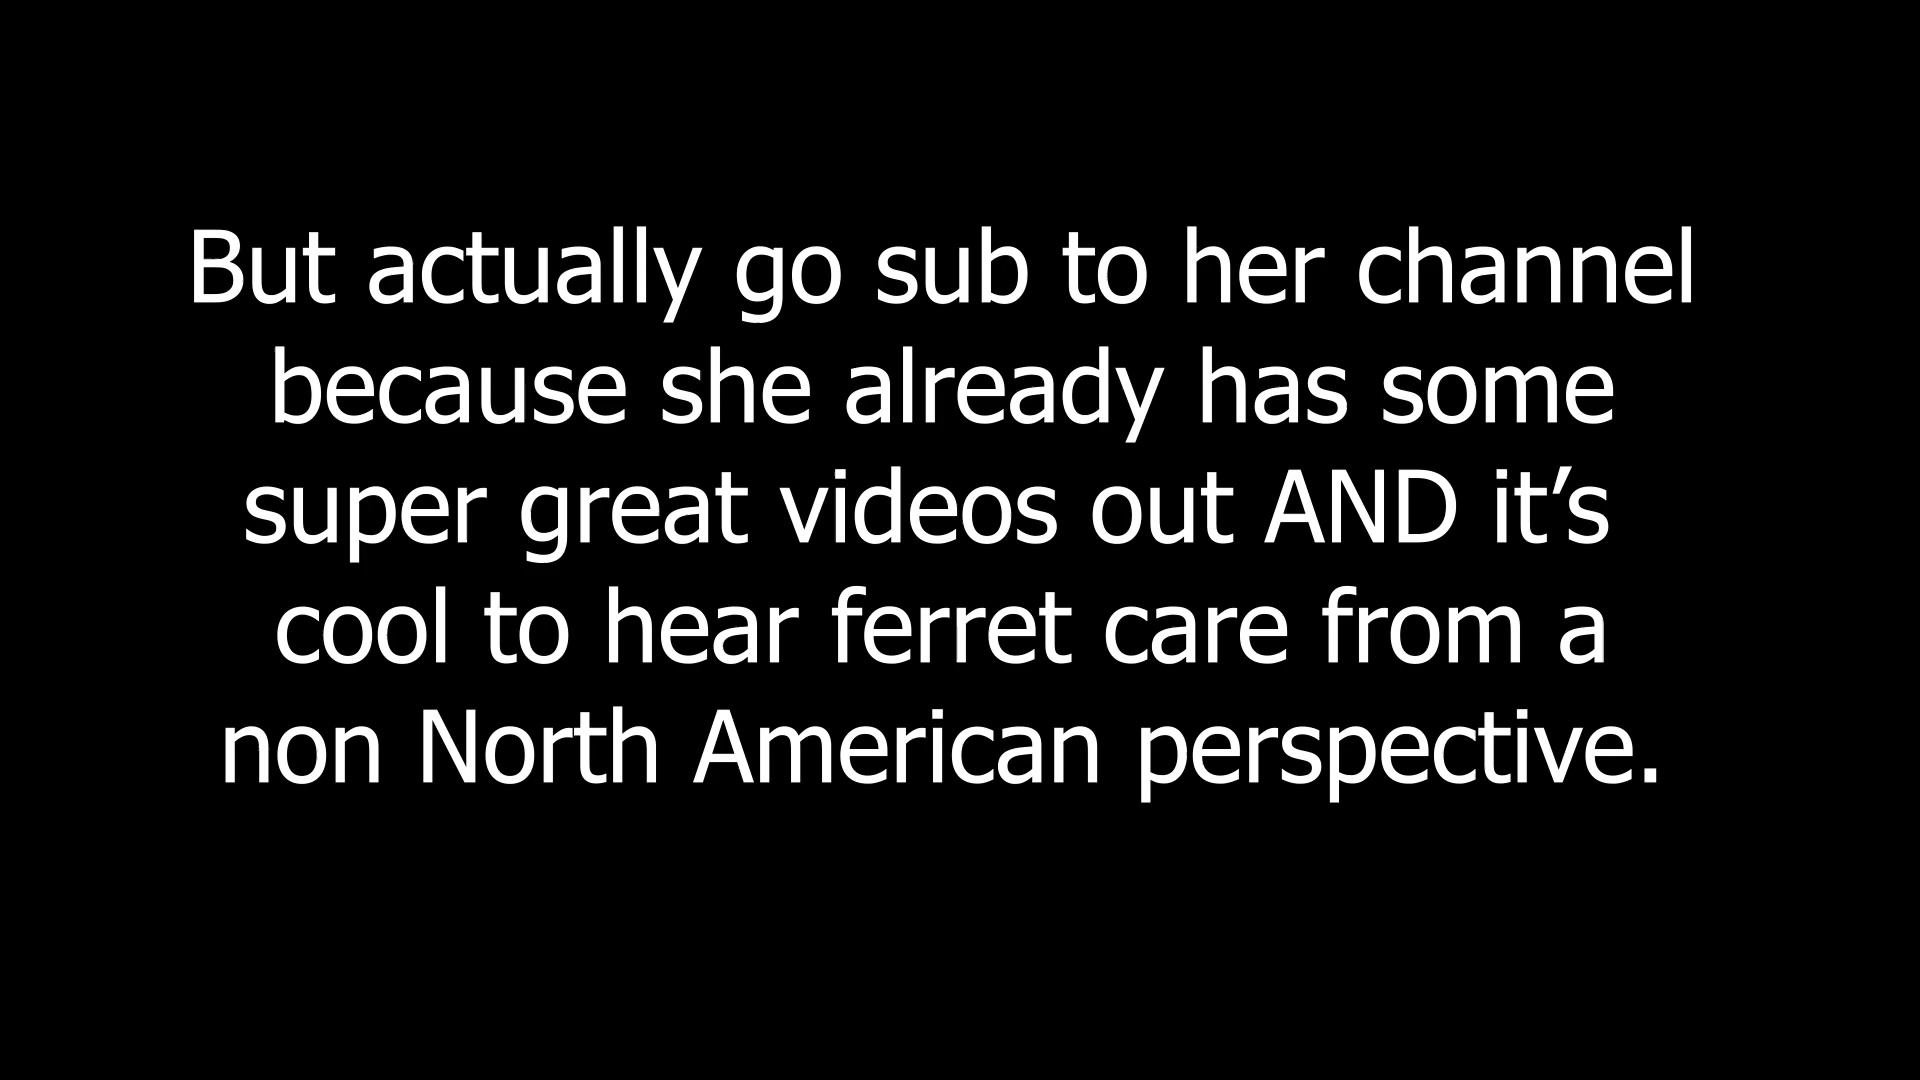 But actually go sub to her channel
because she already has some
super great videos out AND it’s
cool to hear ferret care from a
non North American perspective.